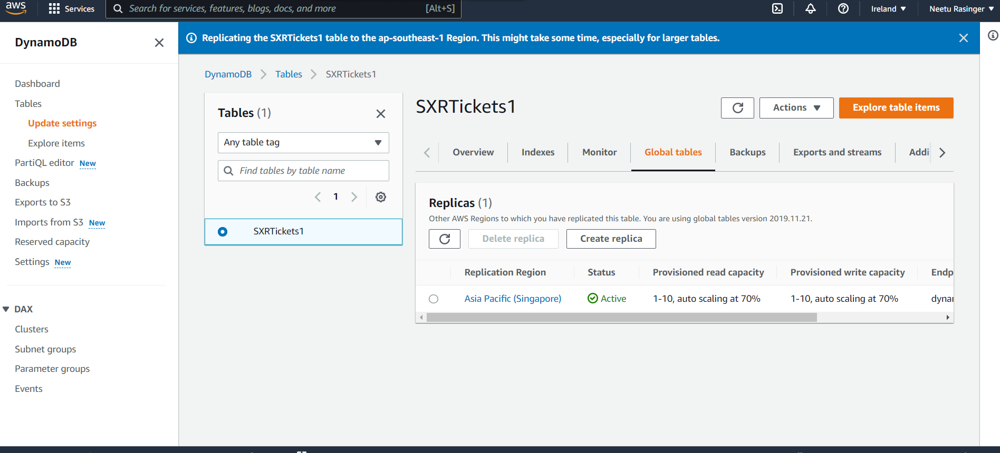 aws
Services
Search for services, features, blogs, docs, and more
[Alt+S]
Ireland
Neetu Rasinger
DynamoDB
Dashboard
Tables
Update settings
Explore items
PartiQL editor New
Backups
Exports to S3
Imports from S3 New
Reserved capacity
Settings New
DAX
Clusters
Subnet groups
Parameter groups
Events
Replicating the SXRTickets1 table to the ap-southeast-1 Region. This might take some time, especially for larger tables.
DynamoDB
Tables
SXRTickets1
Tables (1)
Any table tag
Find tables by table name
1
SXRTickets1
SXRTickets1
Actions
Explore table items
Overview
Indexes
Monitor
Global tables
Backups
Exports and streams
Addi
Replicas (1)
Other AWS Regions to which you have replicated this table. You are using global tables version 2019.11.21.
Delete replica
Create replica
Replication Region
Status
Provisioned read capacity
Provisioned write capacity
Endp
Asia Pacific (Singapore)
Active
1-10, auto scaling at 70%
1-10, auto scaling at 70%
dynar